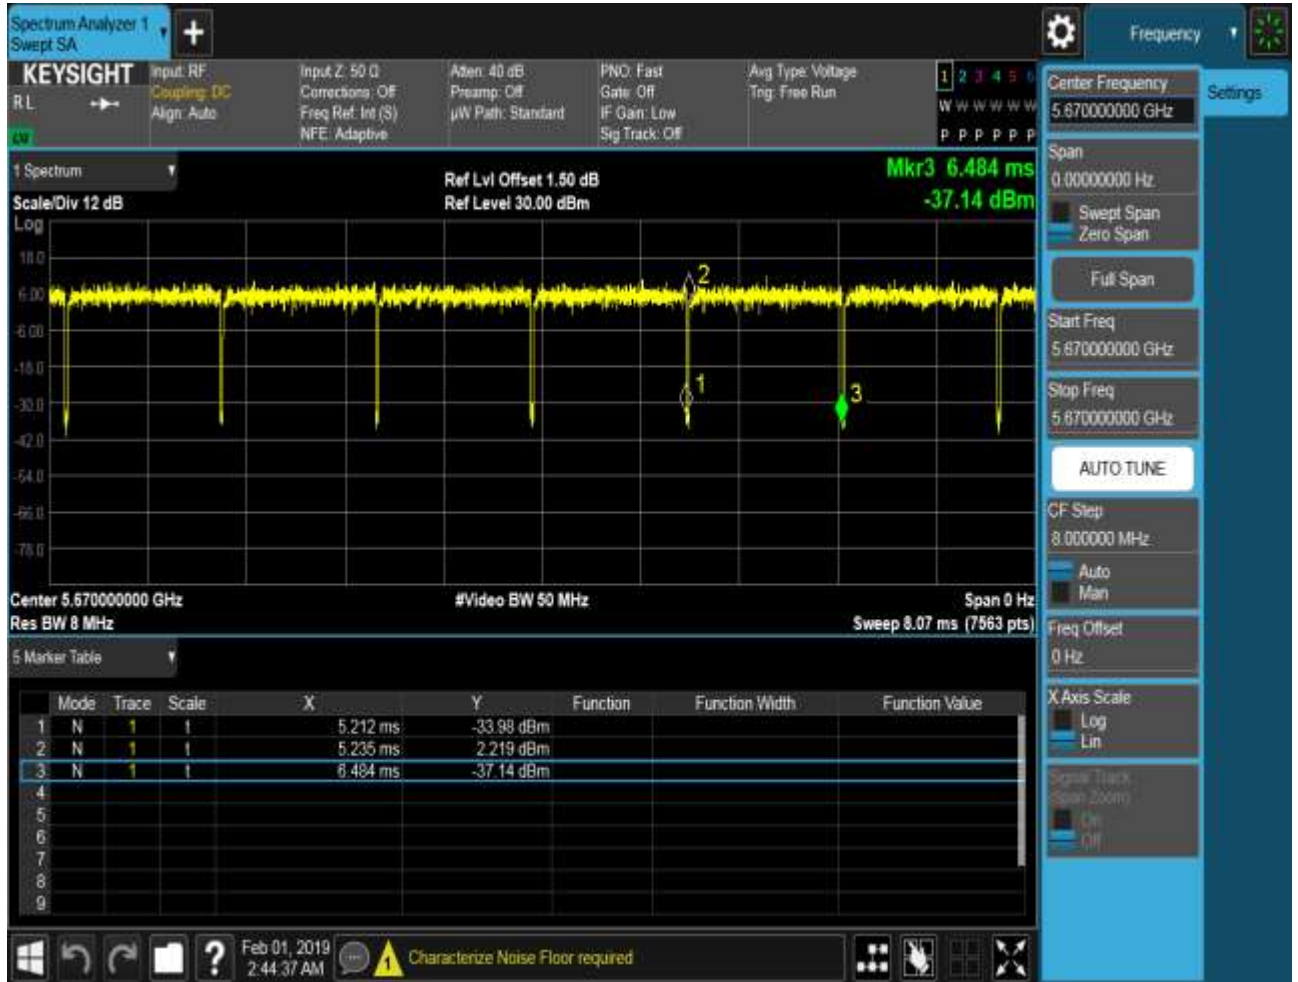 Spectrum Analyzer 1
Swept SA
+
Frequency
KEYSIGHT
RL
Input: RF
Coupling: DC
Align: Auto
Input Z: 50 Ω
Corrections: Off
Freq Ref: Int (S)
NFE: Adaptive
Atten: 40 dB
Preamp: Off
µW Path: Standard
PNO: Fast
Gate: Off
IF Gain: Low
Sig Track: Off
Avg Type: Voltage
Trig: Free Run
1 2 3 4 5 6
W W W W W W
P P P P P P
Center Frequency
5.670000000 GHz
Settings
Span
0.00000000 Hz
Swept Span
Zero Span
Full Span
Start Freq
5.670000000 GHz
Stop Freq
5.670000000 GHz
AUTO TUNE
CF Step
8.000000 MHz
Auto
Man
Freq Offset
0 Hz
X Axis Scale
Log
Lin
Signal Track
(Span Zoom)
On
Off
1 Spectrum
Scale/Div 12 dB
Ref Lvl Offset 1.50 dB
Ref Level 30.00 dBm
Mkr3 6.484 ms
-37.14 dBm
Log
18.0
6.00
-6.00
-18.0
-30.0
-42.0
-54.0
-66.0
-78.0
2
1
3
Center 5.670000000 GHz
#Video BW 50 MHz
Span 0 Hz
Res BW 8 MHz
Sweep 8.07 ms (7563 pts)
5 Marker Table
Mode Trace Scale X Y Function Function Width Function Value
1 N 1 t 5.212 ms -33.98 dBm
2 N 1 t 5.235 ms 2.219 dBm
3 N 1 t 6.484 ms -37.14 dBm
4
5
6
7
8
9
?
Feb 01, 2019
2:44:37 AM
1
Characterize Noise Floor required